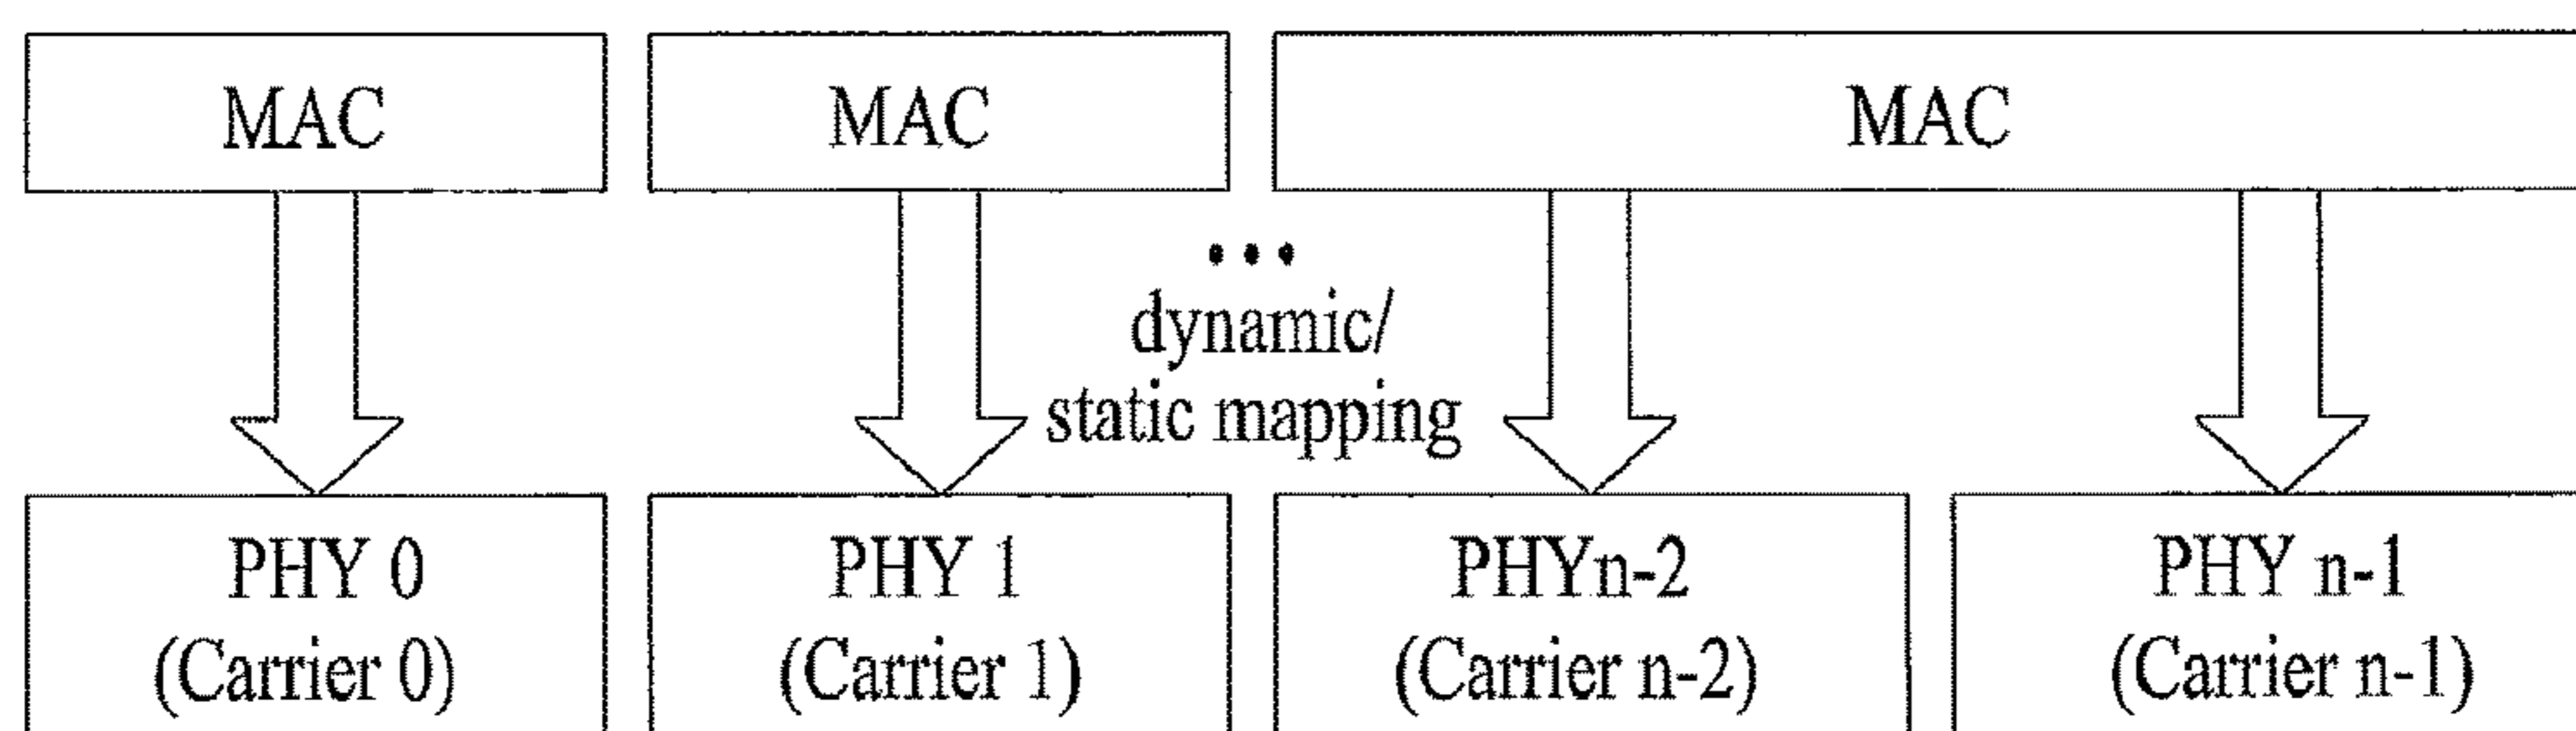 MAC MAC MAC
...
dynamic/
static mapping
PHY 0 PHY 1 PHYn-2 PHY n-1
(Carrier 0) (Carrier 1) (Carrier n-2) (Carrier n-1)